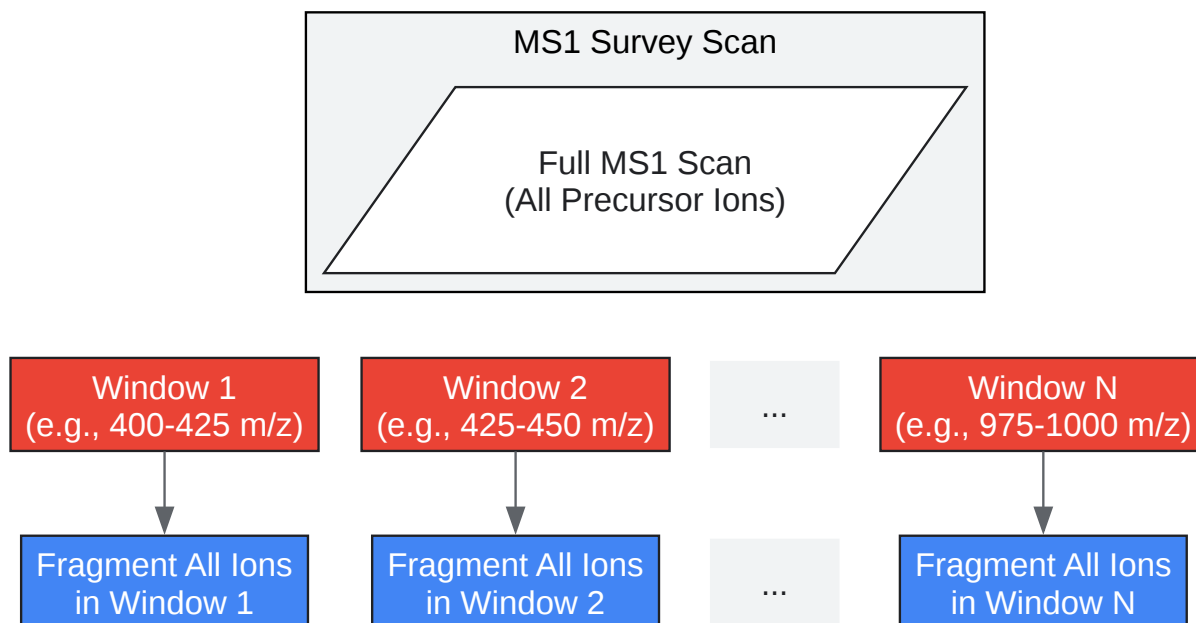 MS1 Survey Scan
Full MS1 Scan
(All Precursor Ions)
Window 1
(e.g., 400-425 m/z)
Window 2
(e.g., 425-450 m/z)
...
Window N
(e.g., 975-1000 m/z)
Fragment All Ions
in Window 1
Fragment All Ions
in Window 2
...
Fragment All Ions
in Window N